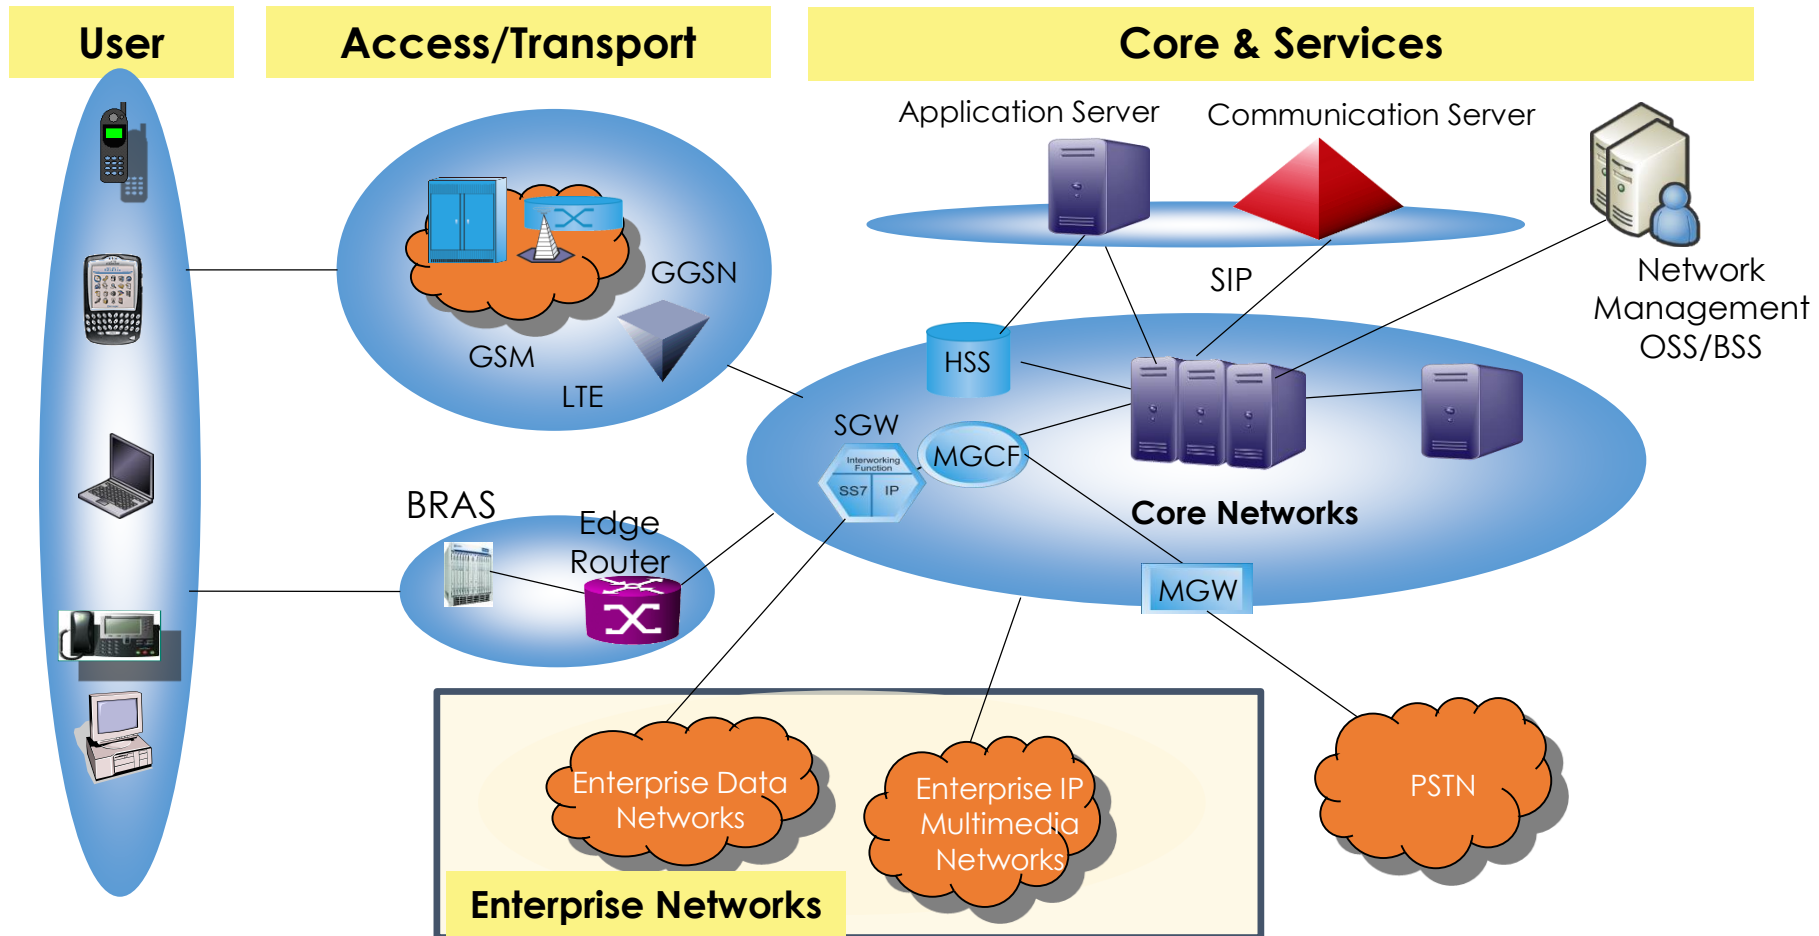 User
Access/Transport
Core & Services
Application Server
Communication Server
GGSN
GSM
LTE
SIP
Network
Management
OSS/BSS
HSS
SGW
Interworking
Function
SS7
IP
MGCF
Core Networks
MGW
BRAS
Edge
Router
Enterprise Data
Networks
Enterprise IP
Multimedia
Networks
PSTN
Enterprise Networks